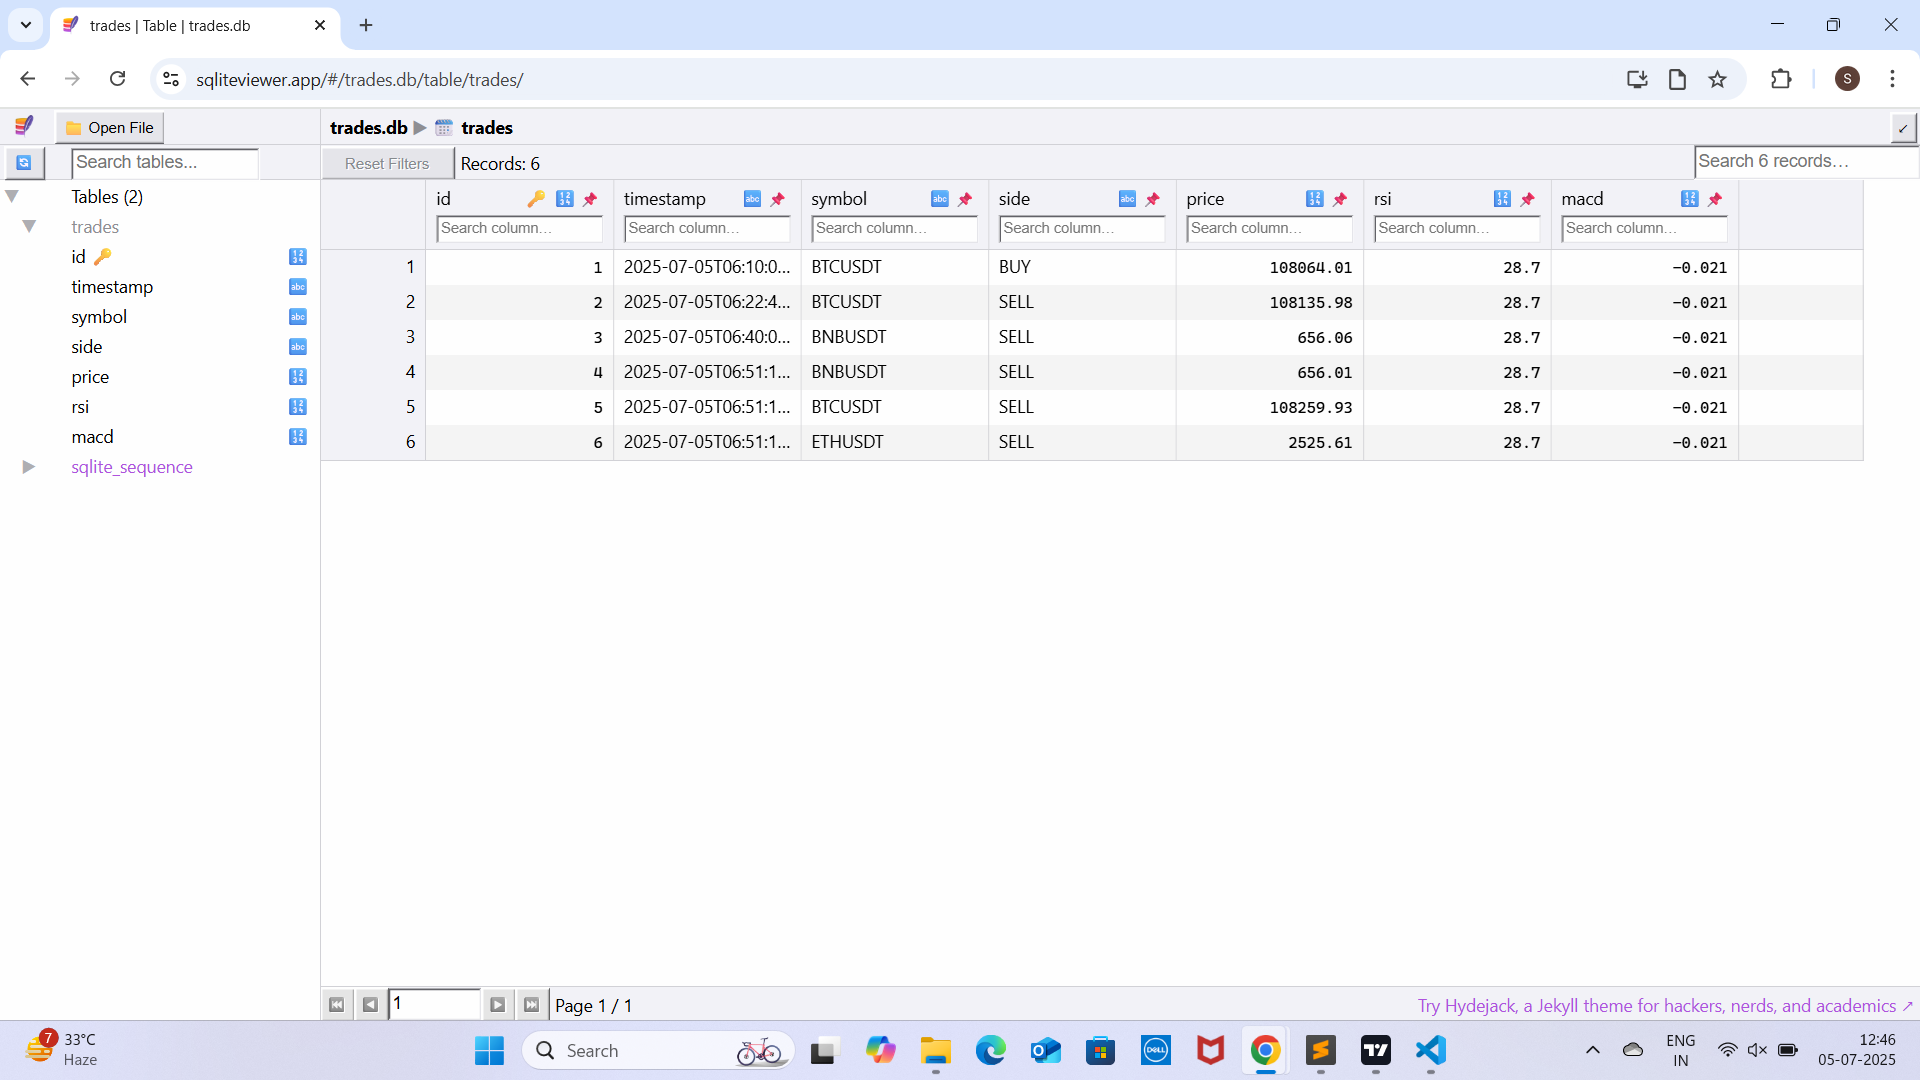 trades | Table | trades.db
sqliteviewer.app/#/trades.db/table/trades/
S
Open File
trades.db trades
Search tables...
Reset Filters Records: 6 Search 6 records...
Tables (2)
trades
id
timestamp
symbol
side
price
rsi
macd
sqlite_sequence
id timestamp symbol side price rsi macd
Search column... Search column... Search column... Search column... Search column... Search column... Search column...
1 1 2025-07-05T06:10:0... BTCUSDT BUY 108064.01 28.7 -0.021
2 2 2025-07-05T06:22:4... BTCUSDT SELL 108135.98 28.7 -0.021
3 3 2025-07-05T06:40:0... BNBUSDT SELL 656.06 28.7 -0.021
4 4 2025-07-05T06:51:1... BNBUSDT SELL 656.01 28.7 -0.021
5 5 2025-07-05T06:51:1... BTCUSDT SELL 108259.93 28.7 -0.021
6 6 2025-07-05T06:51:1... ETHUSDT SELL 2525.61 28.7 -0.021
1 Page 1 / 1
Try Hydejack, a Jekyll theme for hackers, nerds, and academics ↗
7
33°C
Haze
Search
DELL
ENG
IN
12:46
05-07-2025